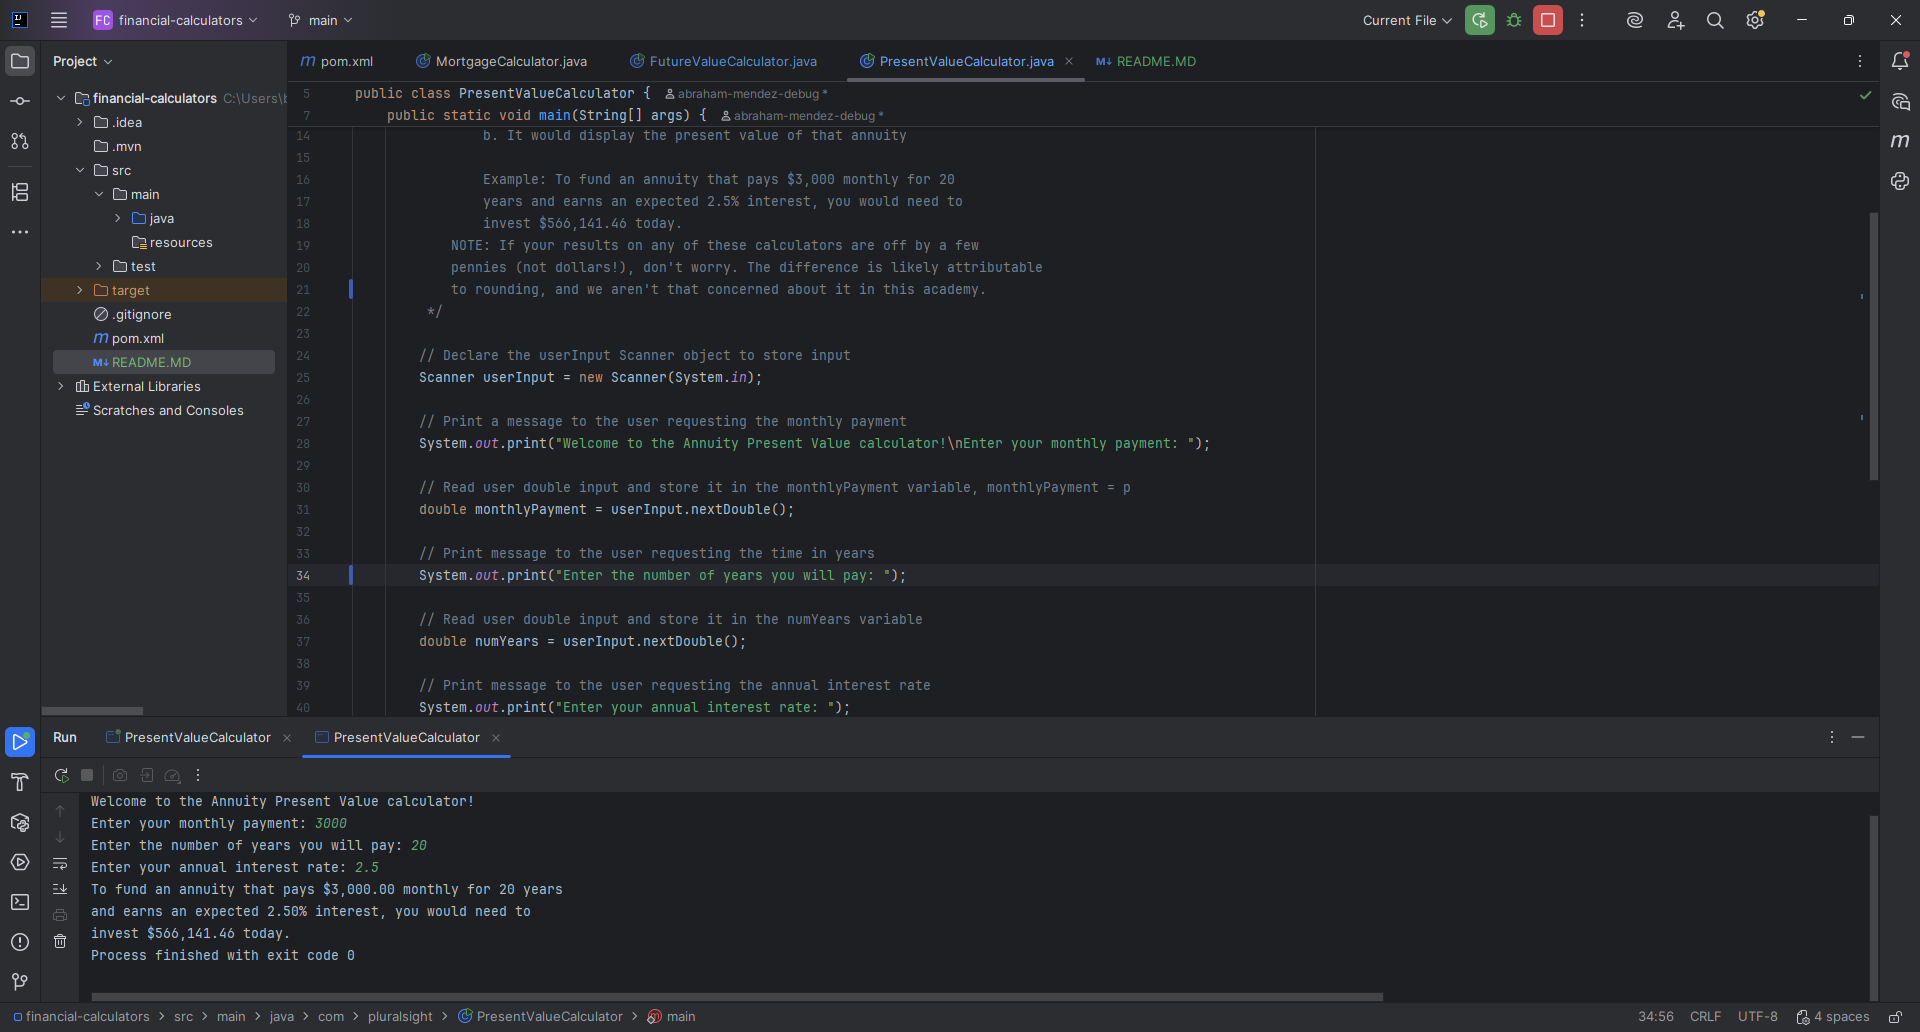 FC financial-calculators main Current File
Project
pom.xml MortgageCalculator.java FutureValueCalculator.java PresentValueCalculator.java README.MD
financial-calculators C:\Users\
.idea
.mvn
src
main
java
resources
test
target
.gitignore
pom.xml
README.MD
External Libraries
Scratches and Consoles
5 public class PresentValueCalculator { abraham-mendez-debug *
7 public static void main(String[] args) { abraham-mendez-debug *
14 b. It would display the present value of that annuity
15
16 Example: To fund an annuity that pays $3,000 monthly for 20
17 years and earns an expected 2.5% interest, you would need to
18 invest $566,141.46 today.
19 NOTE: If your results on any of these calculators are off by a few
20 pennies (not dollars!), don't worry. The difference is likely attributable
21 to rounding, and we aren't that concerned about it in this academy.
22 */
23
24 // Declare the userInput Scanner object to store input
25 Scanner userInput = new Scanner(System.in);
26
27 // Print a message to the user requesting the monthly payment
28 System.out.print("Welcome to the Annuity Present Value calculator!\nEnter your monthly payment: ");
29
30 // Read user double input and store it in the monthlyPayment variable, monthlyPayment = p
31 double monthlyPayment = userInput.nextDouble();
32
33 // Print message to the user requesting the time in years
34 System.out.print("Enter the number of years you will pay: ");
35
36 // Read user double input and store it in the numYears variable
37 double numYears = userInput.nextDouble();
38
39 // Print message to the user requesting the annual interest rate
40 System.out.print("Enter your annual interest rate: ");
Run PresentValueCalculator PresentValueCalculator
Welcome to the Annuity Present Value calculator!
Enter your monthly payment: 3000
Enter the number of years you will pay: 20
Enter your annual interest rate: 2.5
To fund an annuity that pays $3,000.00 monthly for 20 years
and earns an expected 2.50% interest, you would need to
invest $566,141.46 today.
Process finished with exit code 0
financial-calculators > src > main > java > com > pluralsight > PresentValueCalculator > main 34:56 CRLF UTF-8 4 spaces